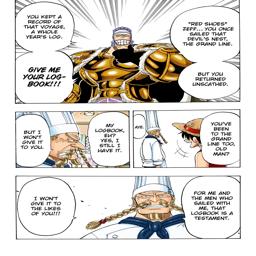 "RED SHOES"
ZEFF... YOU ONCE
SAILED THAT
DEVIL'S NEST,
THE GRAND LINE.
BUT YOU
RETURNED
UNSCATHED.
YOU KEPT A
RECORD OF
THAT VOYAGE,
A WHOLE
YEAR'S LOG.
GIVE ME
YOUR LOG-
BOOK!!!
YOU'VE
BEEN TO
THE GRAND
LINE TOO,
OLD
MAN?
AYE.
MY
LOGBOOK,
EH?
YES, I
STILL I
HAVE IT.
BUT I
WON'T
GIVE IT
TO YOU.
FOR ME AND
THE MEN WHO
SAILED WITH
ME, THAT
LOGBOOK IS A
TESTAMENT.
I WON'T
GIVE IT TO
THE LIKES
OF YOU!!!